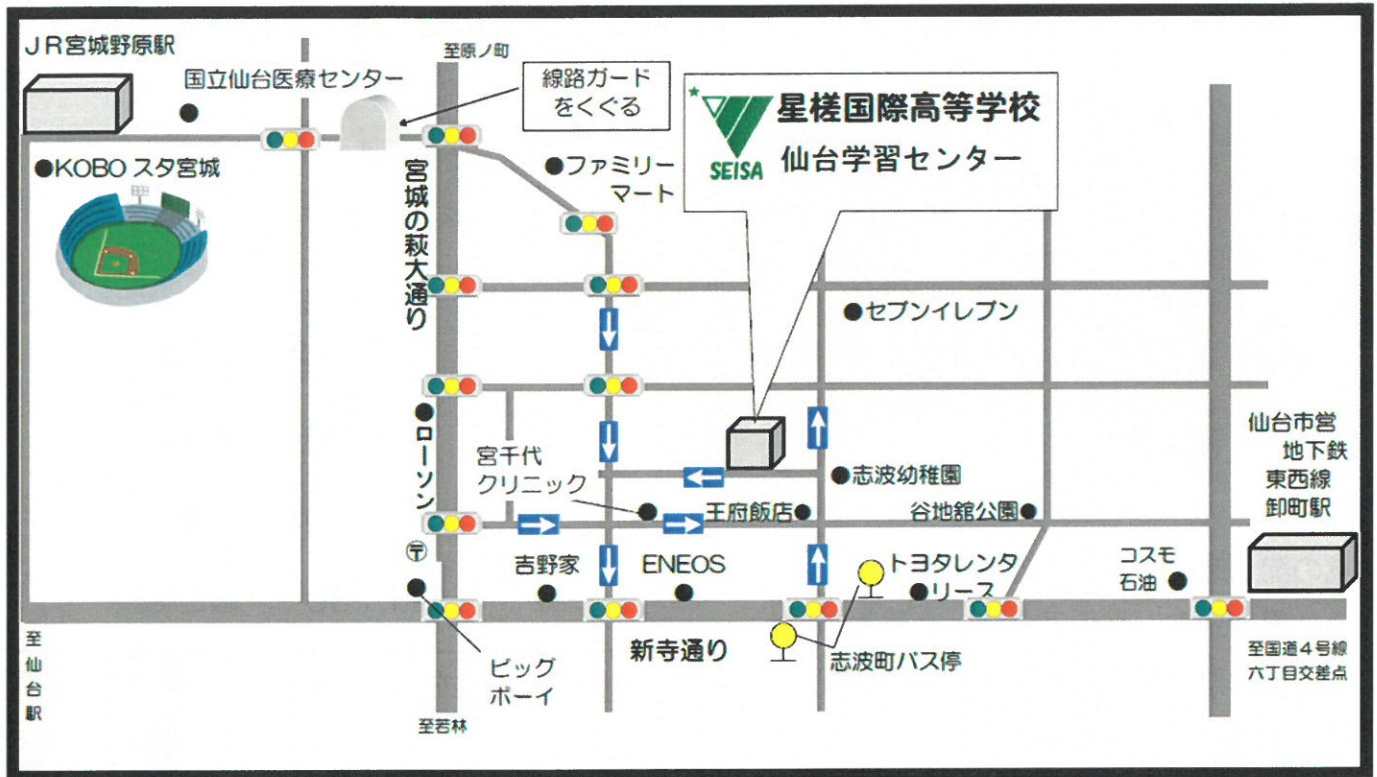 JR宮城野原駅
国立仙台医療センター
至原ノ町
線路ガード
をくぐる
星槎国際高等学校
仙台学習センター
SEISA
KOBO スタ宮城
ファミリー
マート
宮城の萩大通り
セブンイレブン
ローソン
宮千代
クリニック
志波幼稚園
王府飯店
谷地舘公園
仙台市営
地下鉄
東西線
卸町駅
〒
吉野家
ENEOS
トヨタレンタ
リース
コスモ
石油
至仙台駅
ビッグ
ボーイ
新寺通り
志波町バス停
至国道4号線
六丁目交差点
至若林